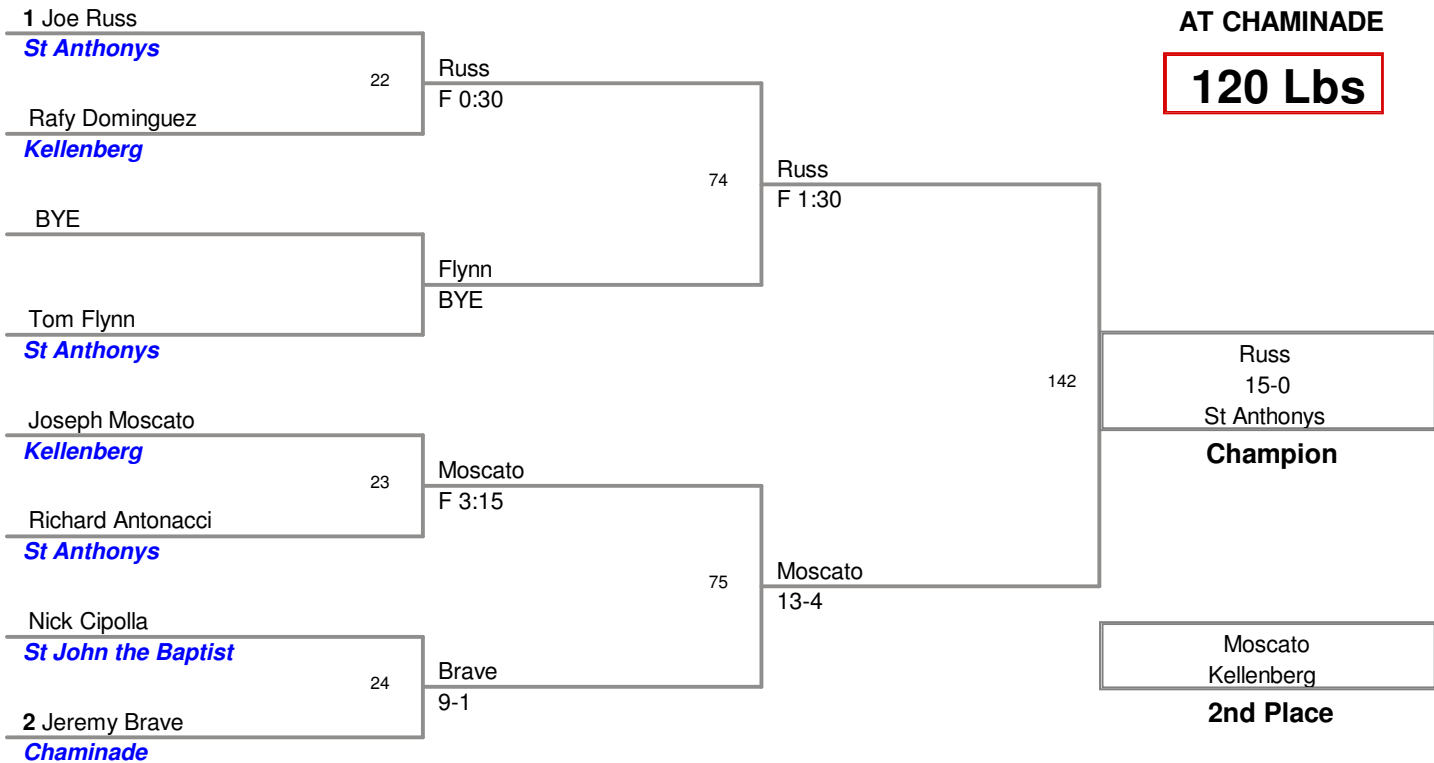 1 Joe Russ
St Anthonys
22
Rafy Dominguez
Kellenberg
Russ
F 0:30
BYE
Tom Flynn
St Anthonys
Flynn
BYE
74
Russ
F 1:30
Joseph Moscato
Kellenberg
23
Richard Antonacci
St Anthonys
Moscato
F 3:15
Nick Cipolla
St John the Baptist
24
2 Jeremy Brave
Chaminade
Brave
9-1
75
Moscato
13-4
142
AT CHAMINADE
120 Lbs
Russ
15-0
St Anthonys
Champion
Moscato
Kellenberg
2nd Place